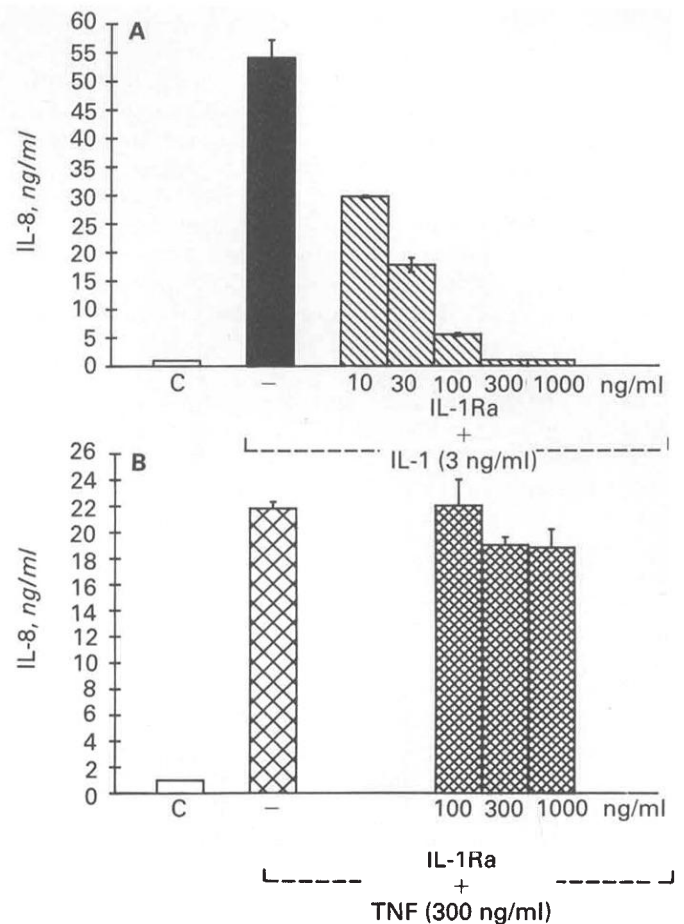 A
IL-8, ng/ml
60
55
50
45
40
35
30
25
20
15
10
5
0
C – 10 30 100 300 1000 ng/ml
IL-1Ra
+
IL-1 (3 ng/ml)
B
IL-8, ng/ml
26
24
22
20
18
16
14
12
10
8
6
4
2
0
C – 100 300 1000 ng/ml
IL-1Ra
+
TNF (300 ng/ml)